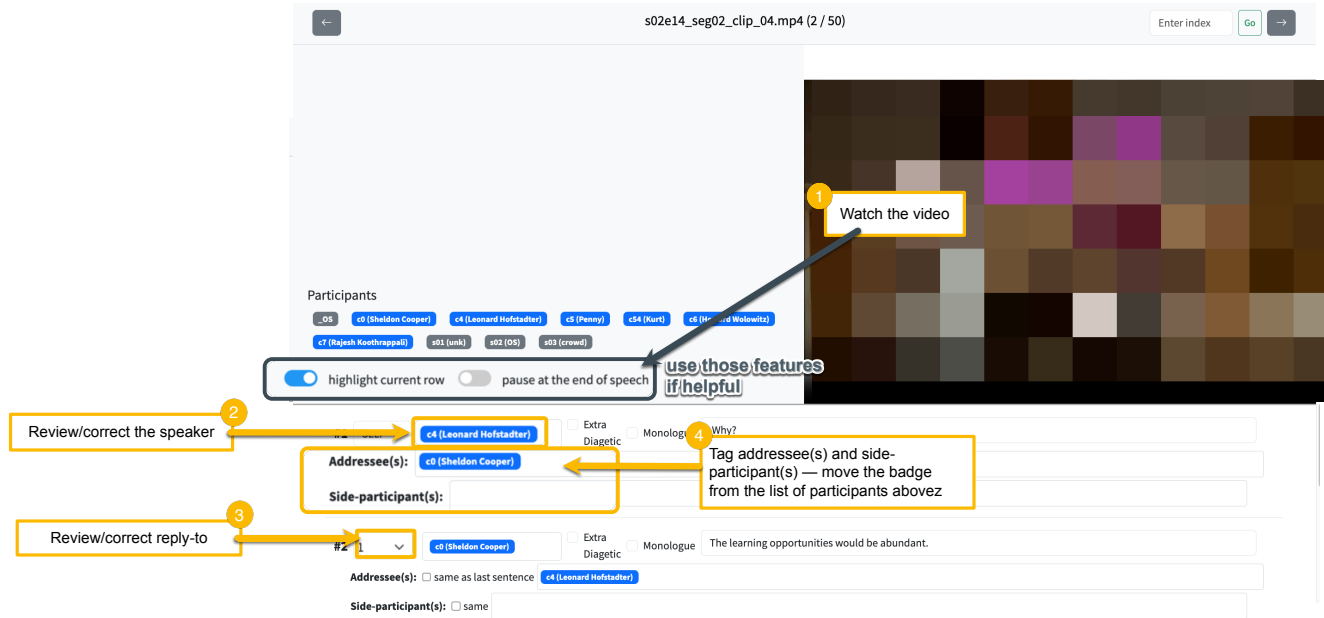 ←
s02e14_seg02_clip_04.mp4 (2 / 50)
Enter index
Go
→
1
Watch the video
Participants
_OS c0 (Sheldon Cooper) c4 (Leonard Hofstadter) c5 (Penny) c54 (Kurt) c6 (Howard Wolowitz)
c7 (Rajesh Koothrappali) s01 (unk) s02 (OS) s03 (crowd)
highlight current row pause at the end of speech
use those features
if helpful
2
Review/correct the speaker
#1 c4 (Leonard Hofstadter) Extra
Diagetic
Monologue Why?
4
Tag addressee(s) and side-
participant(s) — move the badge
from the list of participants abovez
Addressee(s): c0 (Sheldon Cooper)
Side-participant(s):
3
Review/correct reply-to
#2 1 c0 (Sheldon Cooper) Extra
Diagetic
Monologue The learning opportunities would be abundant.
Addressee(s): same as last sentence c4 (Leonard Hofstadter)
Side-participant(s): same